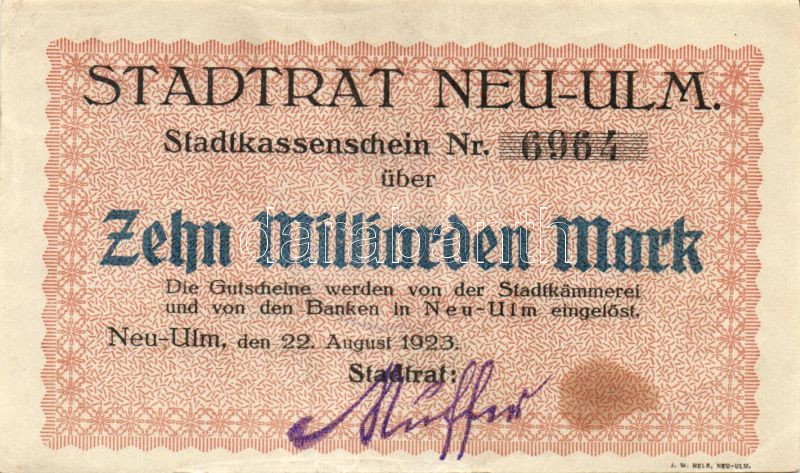 STADTRAT NEU-ULM.
Stadtkassenschein Nr. 6964
über
Zehn Milliarden Mark
darabanth
Die Gutscheine werden von der Stadtkämmerei
und von den Banken in Neu-Ulm eingelöst.
Neu-Ulm, den 22. August 1923.
Stadtrat:
J. W. HELB, NEU-ULM.